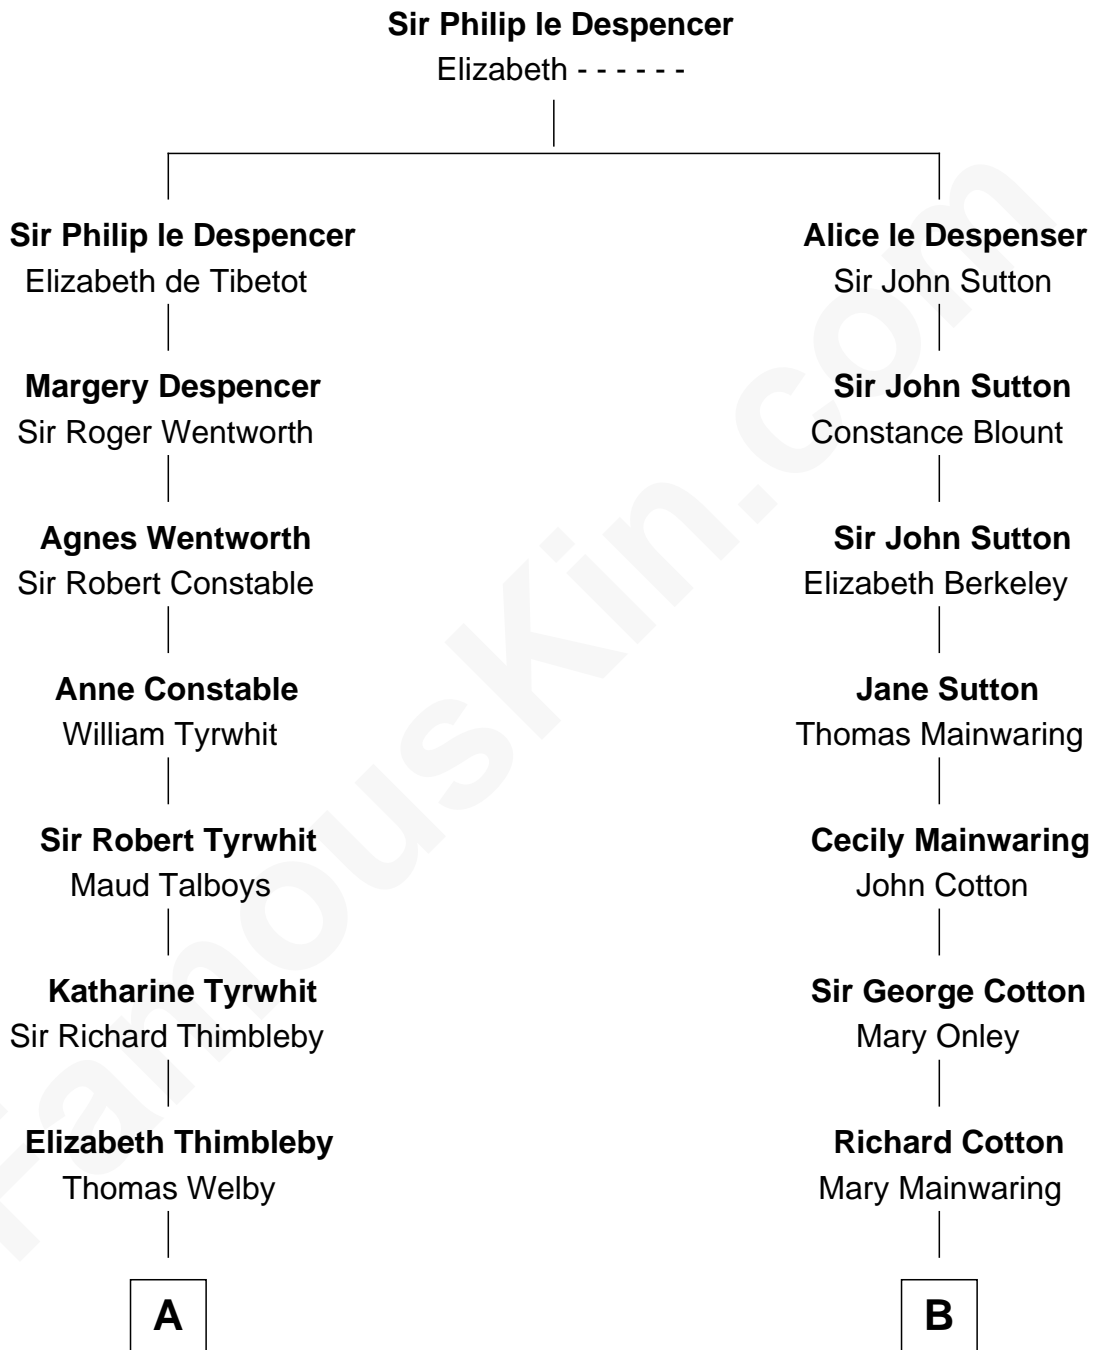 Sir Philip le Despencer
Elizabeth - - - - - -
Sir Philip le Despencer
Elizabeth de Tibetot
Alice le Despenser
Sir John Sutton
Margery Despencer
Sir Roger Wentworth
Sir John Sutton
Constance Blount
Agnes Wentworth
Sir Robert Constable
Sir John Sutton
Elizabeth Berkeley
Anne Constable
William Tyrwhit
Jane Sutton
Thomas Mainwaring
Sir Robert Tyrwhit
Maud Talboys
Cecily Mainwaring
John Cotton
Katharine Tyrwhit
Sir Richard Thimbleby
Sir George Cotton
Mary Onley
Elizabeth Thimbleby
Thomas Welby
Richard Cotton
Mary Mainwaring
A
B
FamousKin.com